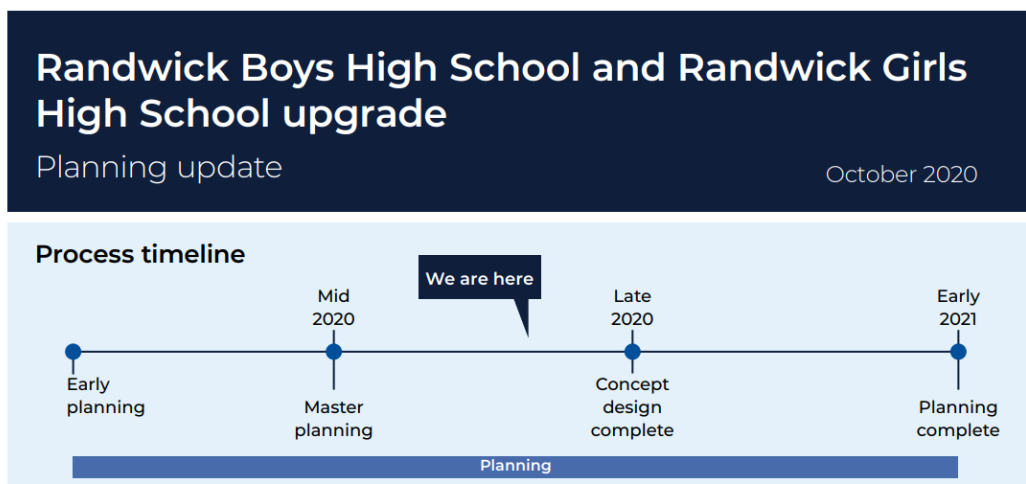 Randwick Boys High School and Randwick Girls
High School upgrade
Planning update
October 2020
Process timeline
We are here
Mid
2020
Late
2020
Early
2021
Early
planning
Master
planning
Concept
design
complete
Planning
complete
Planning